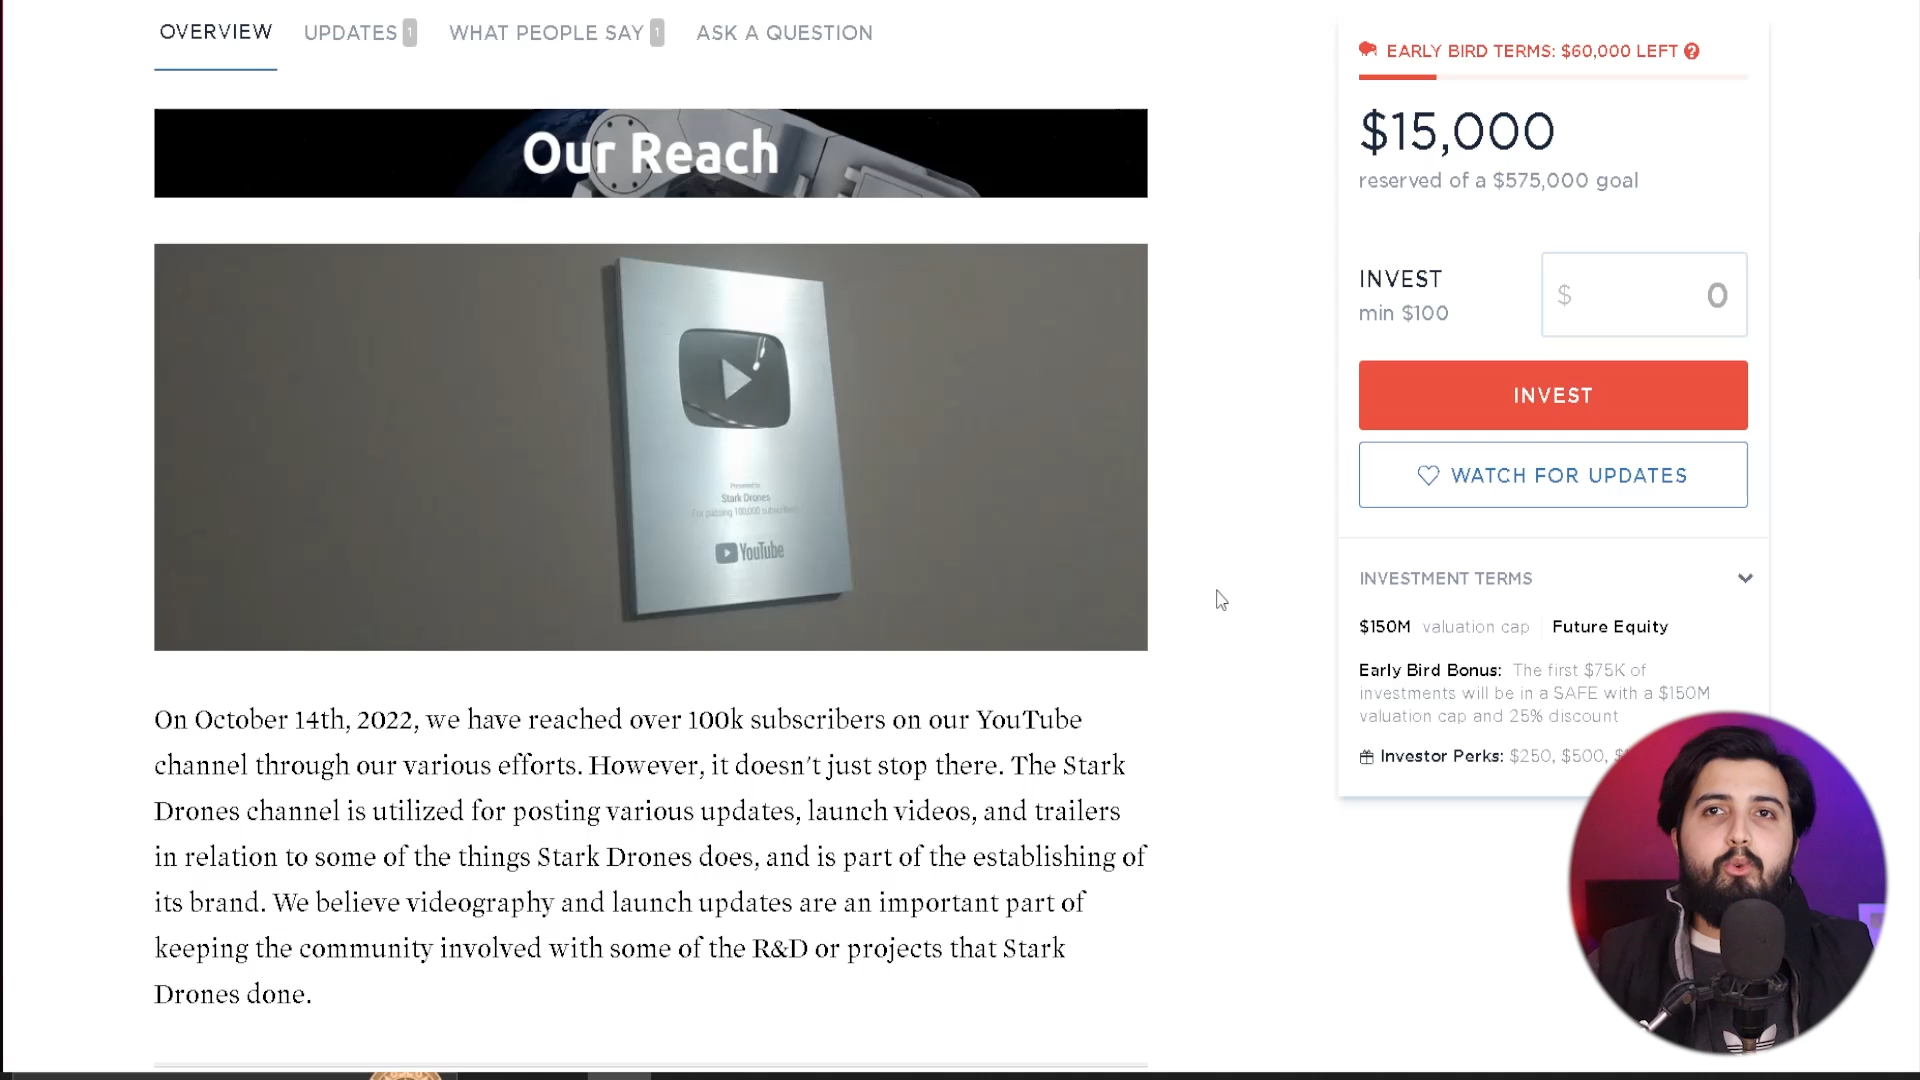 OVERVIEW
UPDATES 1
WHAT PEOPLE SAY 1
ASK A QUESTION
Our Reach
Presented to
Stark Drones
For passing 100,000 subscribers
YouTube
On October 14th, 2022, we have reached over 100k subscribers on our YouTube
channel through our various efforts. However, it doesn't just stop there. The Stark
Drones channel is utilized for posting various updates, launch videos, and trailers
in relation to some of the things Stark Drones does, and is part of the establishing of
its brand. We believe videography and launch updates are an important part of
keeping the community involved with some of the R&D or projects that Stark
Drones done.
EARLY BIRD TERMS: $60,000 LEFT ?
$15,000
reserved of a $575,000 goal
INVEST
min $100
$ 0
INVEST
WATCH FOR UPDATES
INVESTMENT TERMS
$150M valuation cap Future Equity
Early Bird Bonus: The first $75K of
investments will be in a SAFE with a $150M
valuation cap and 25% discount
Investor Perks: $250, $500,